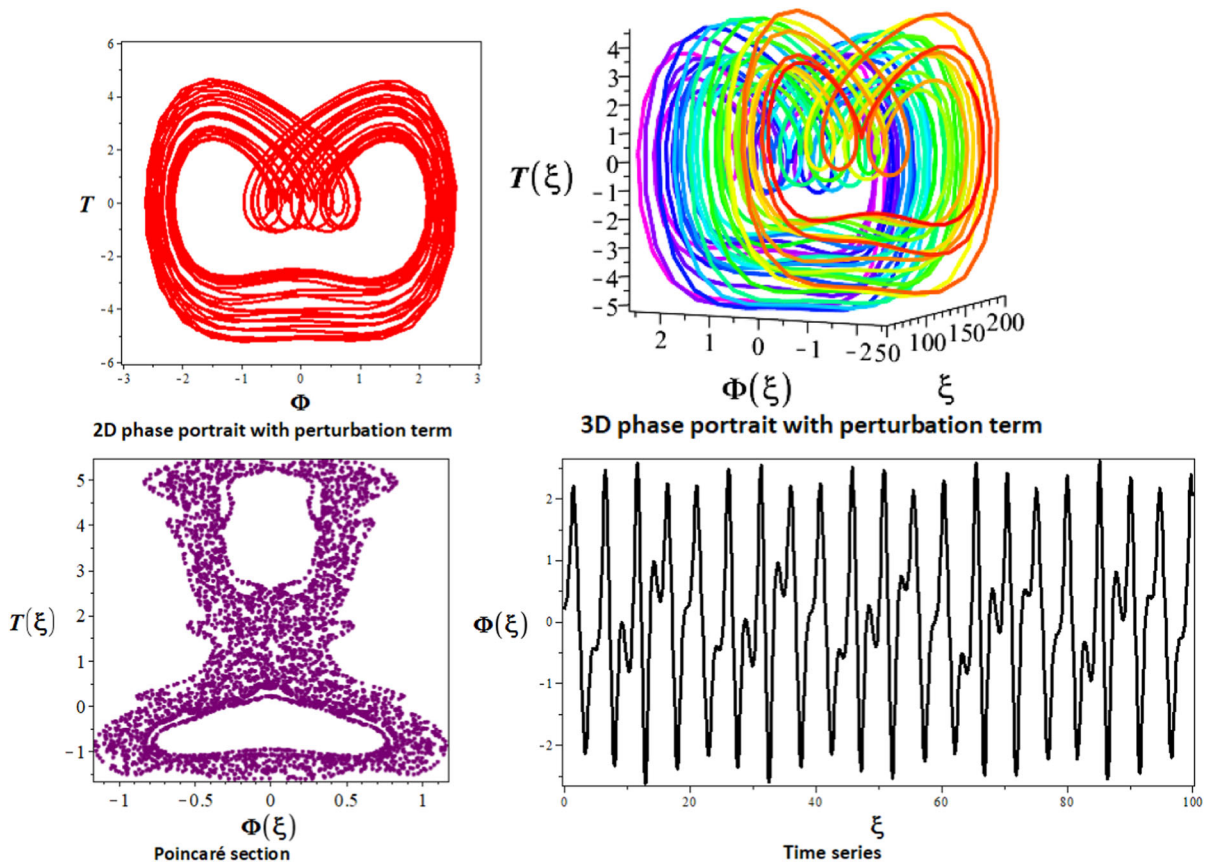 6
4
2
T
0
−2
−4
−6
−3 −2 −1 0 1 2 3
Φ
2D phase portrait with perturbation term
4
3
2
1
T(ξ)
0
−1
−2
−3
−4
−5
2 1 0 −1 −250 100 150 200
Φ(ξ) ξ
3D phase portrait with perturbation term
5
4
3
T(ξ)
2
1
0
−1
−1 −0.5 0 0.5 1
Φ(ξ)
Poincaré section
2
1
Φ(ξ)
0
−1
−2
0 20 40 60 80 100
ξ
Time series